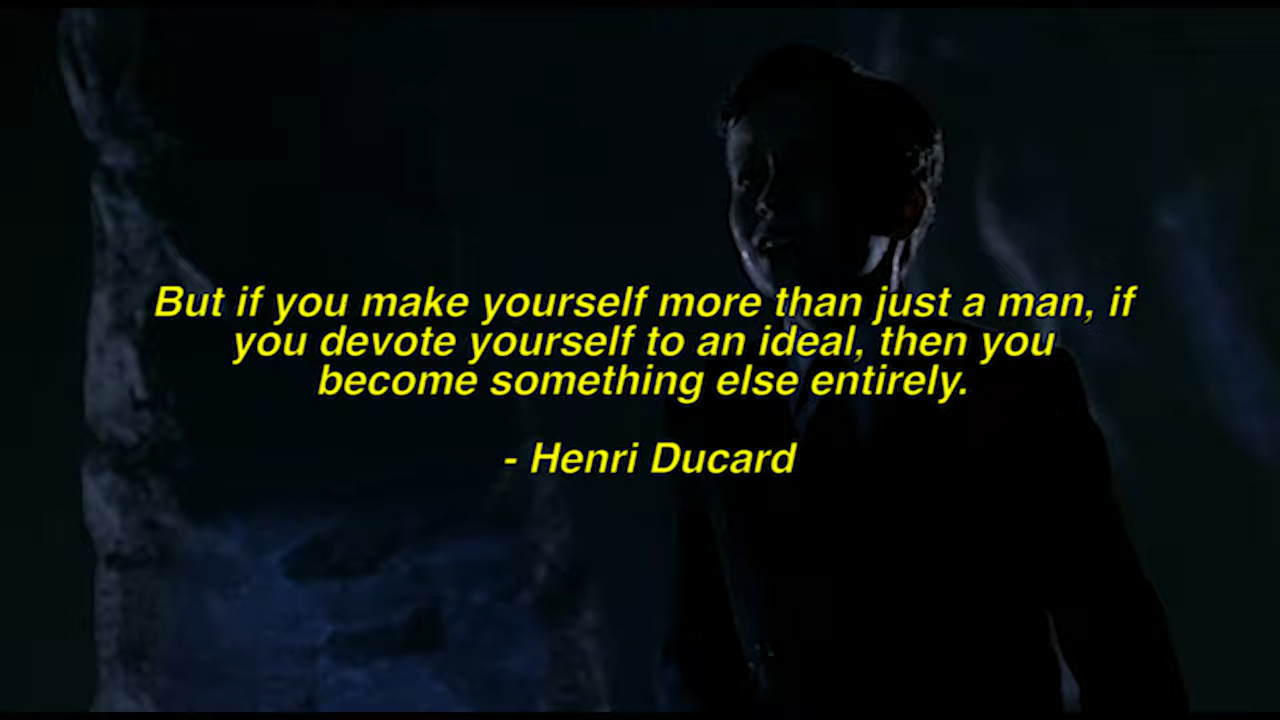 But if you make yourself more than just a man, if
you devote yourself to an ideal, then you
become something else entirely.
- Henri Ducard